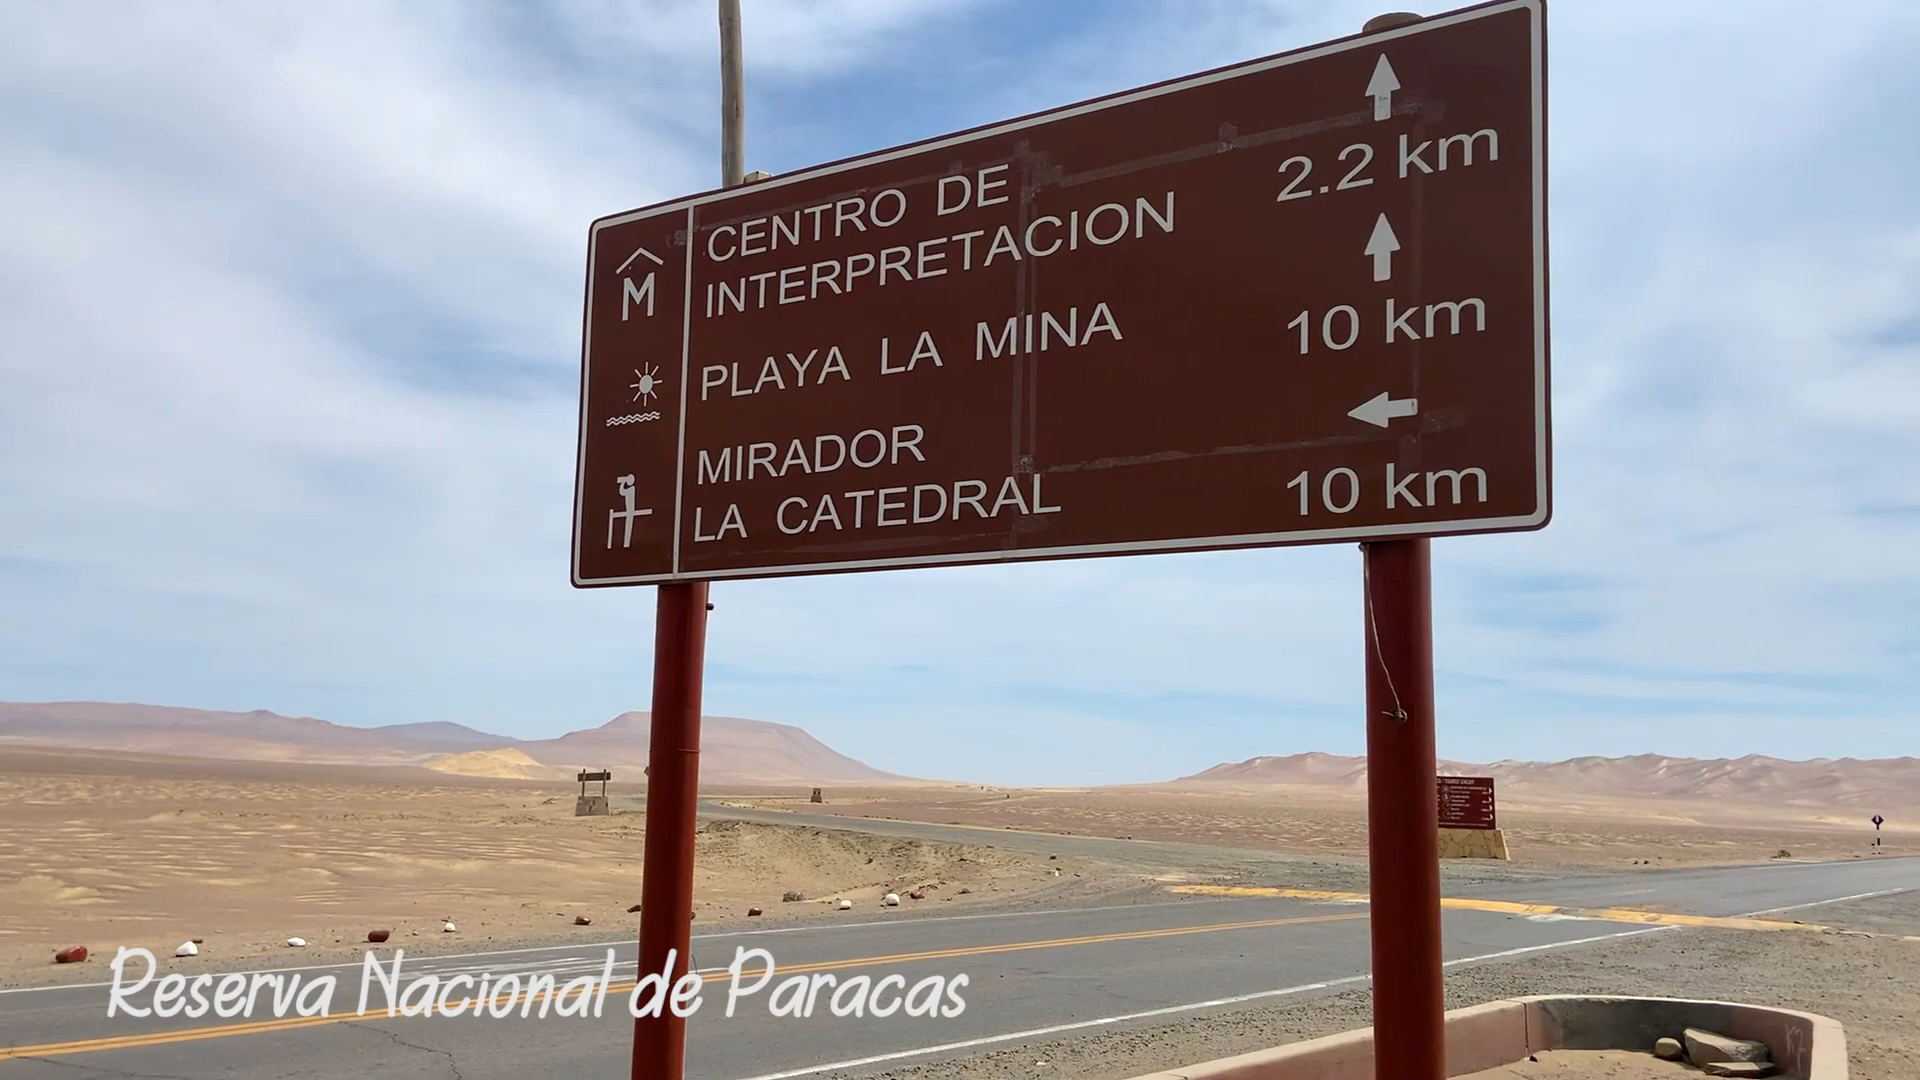 CENTRO DE
INTERPRETACION
2.2 km
PLAYA LA MINA
10 km
MIRADOR
LA CATEDRAL
10 km
Reserva Nacional de Paracas